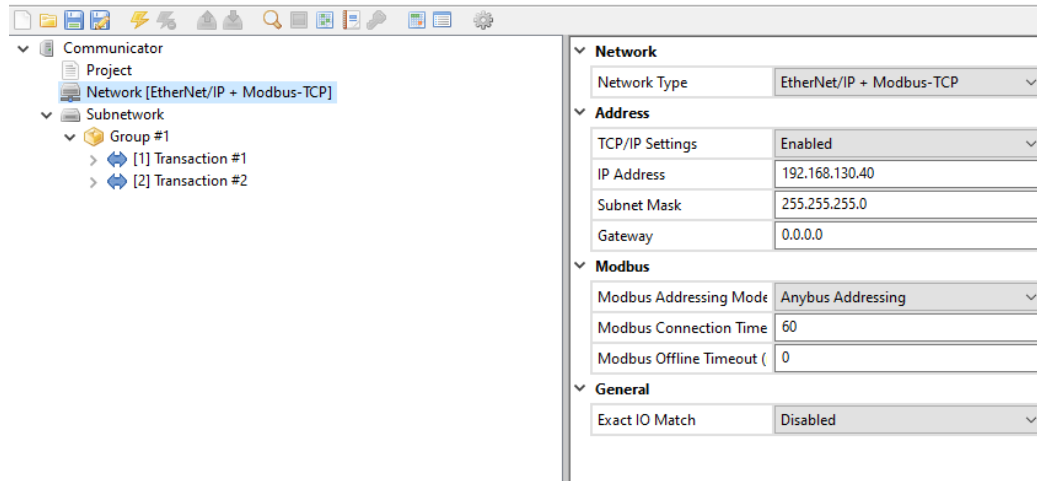 Communicator
Project
Network [EtherNet/IP + Modbus-TCP]
Subnetwork
Group #1
[1] Transaction #1
[2] Transaction #2
Network
Network Type EtherNet/IP + Modbus-TCP
Address
TCP/IP Settings Enabled
IP Address 192.168.130.40
Subnet Mask 255.255.255.0
Gateway 0.0.0.0
Modbus
Modbus Addressing Mode Anybus Addressing
Modbus Connection Time 60
Modbus Offline Timeout ( 0
General
Exact IO Match Disabled